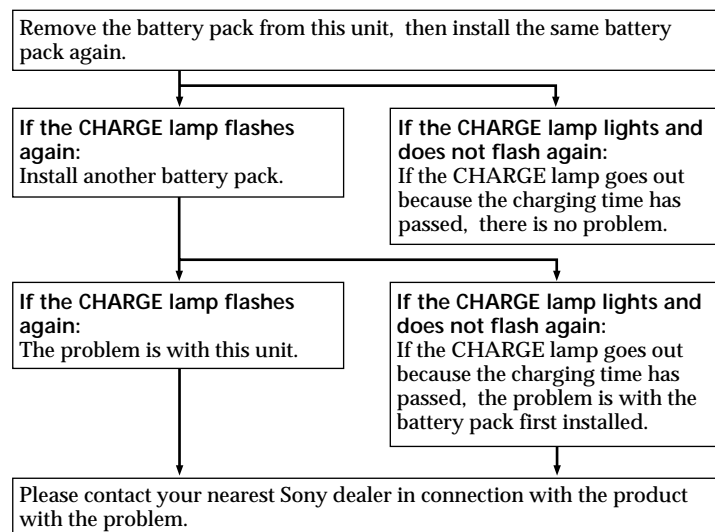 Remove the battery pack from this unit, then install the same battery
pack again.
If the CHARGE lamp flashes
again:
Install another battery pack.
If the CHARGE lamp lights and
does not flash again:
If the CHARGE lamp goes out
because the charging time has
passed, there is no problem.
If the CHARGE lamp flashes
again:
The problem is with this unit.
If the CHARGE lamp lights and
does not flash again:
If the CHARGE lamp goes out
because the charging time has
passed, the problem is with the
battery pack first installed.
Please contact your nearest Sony dealer in connection with the product
with the problem.